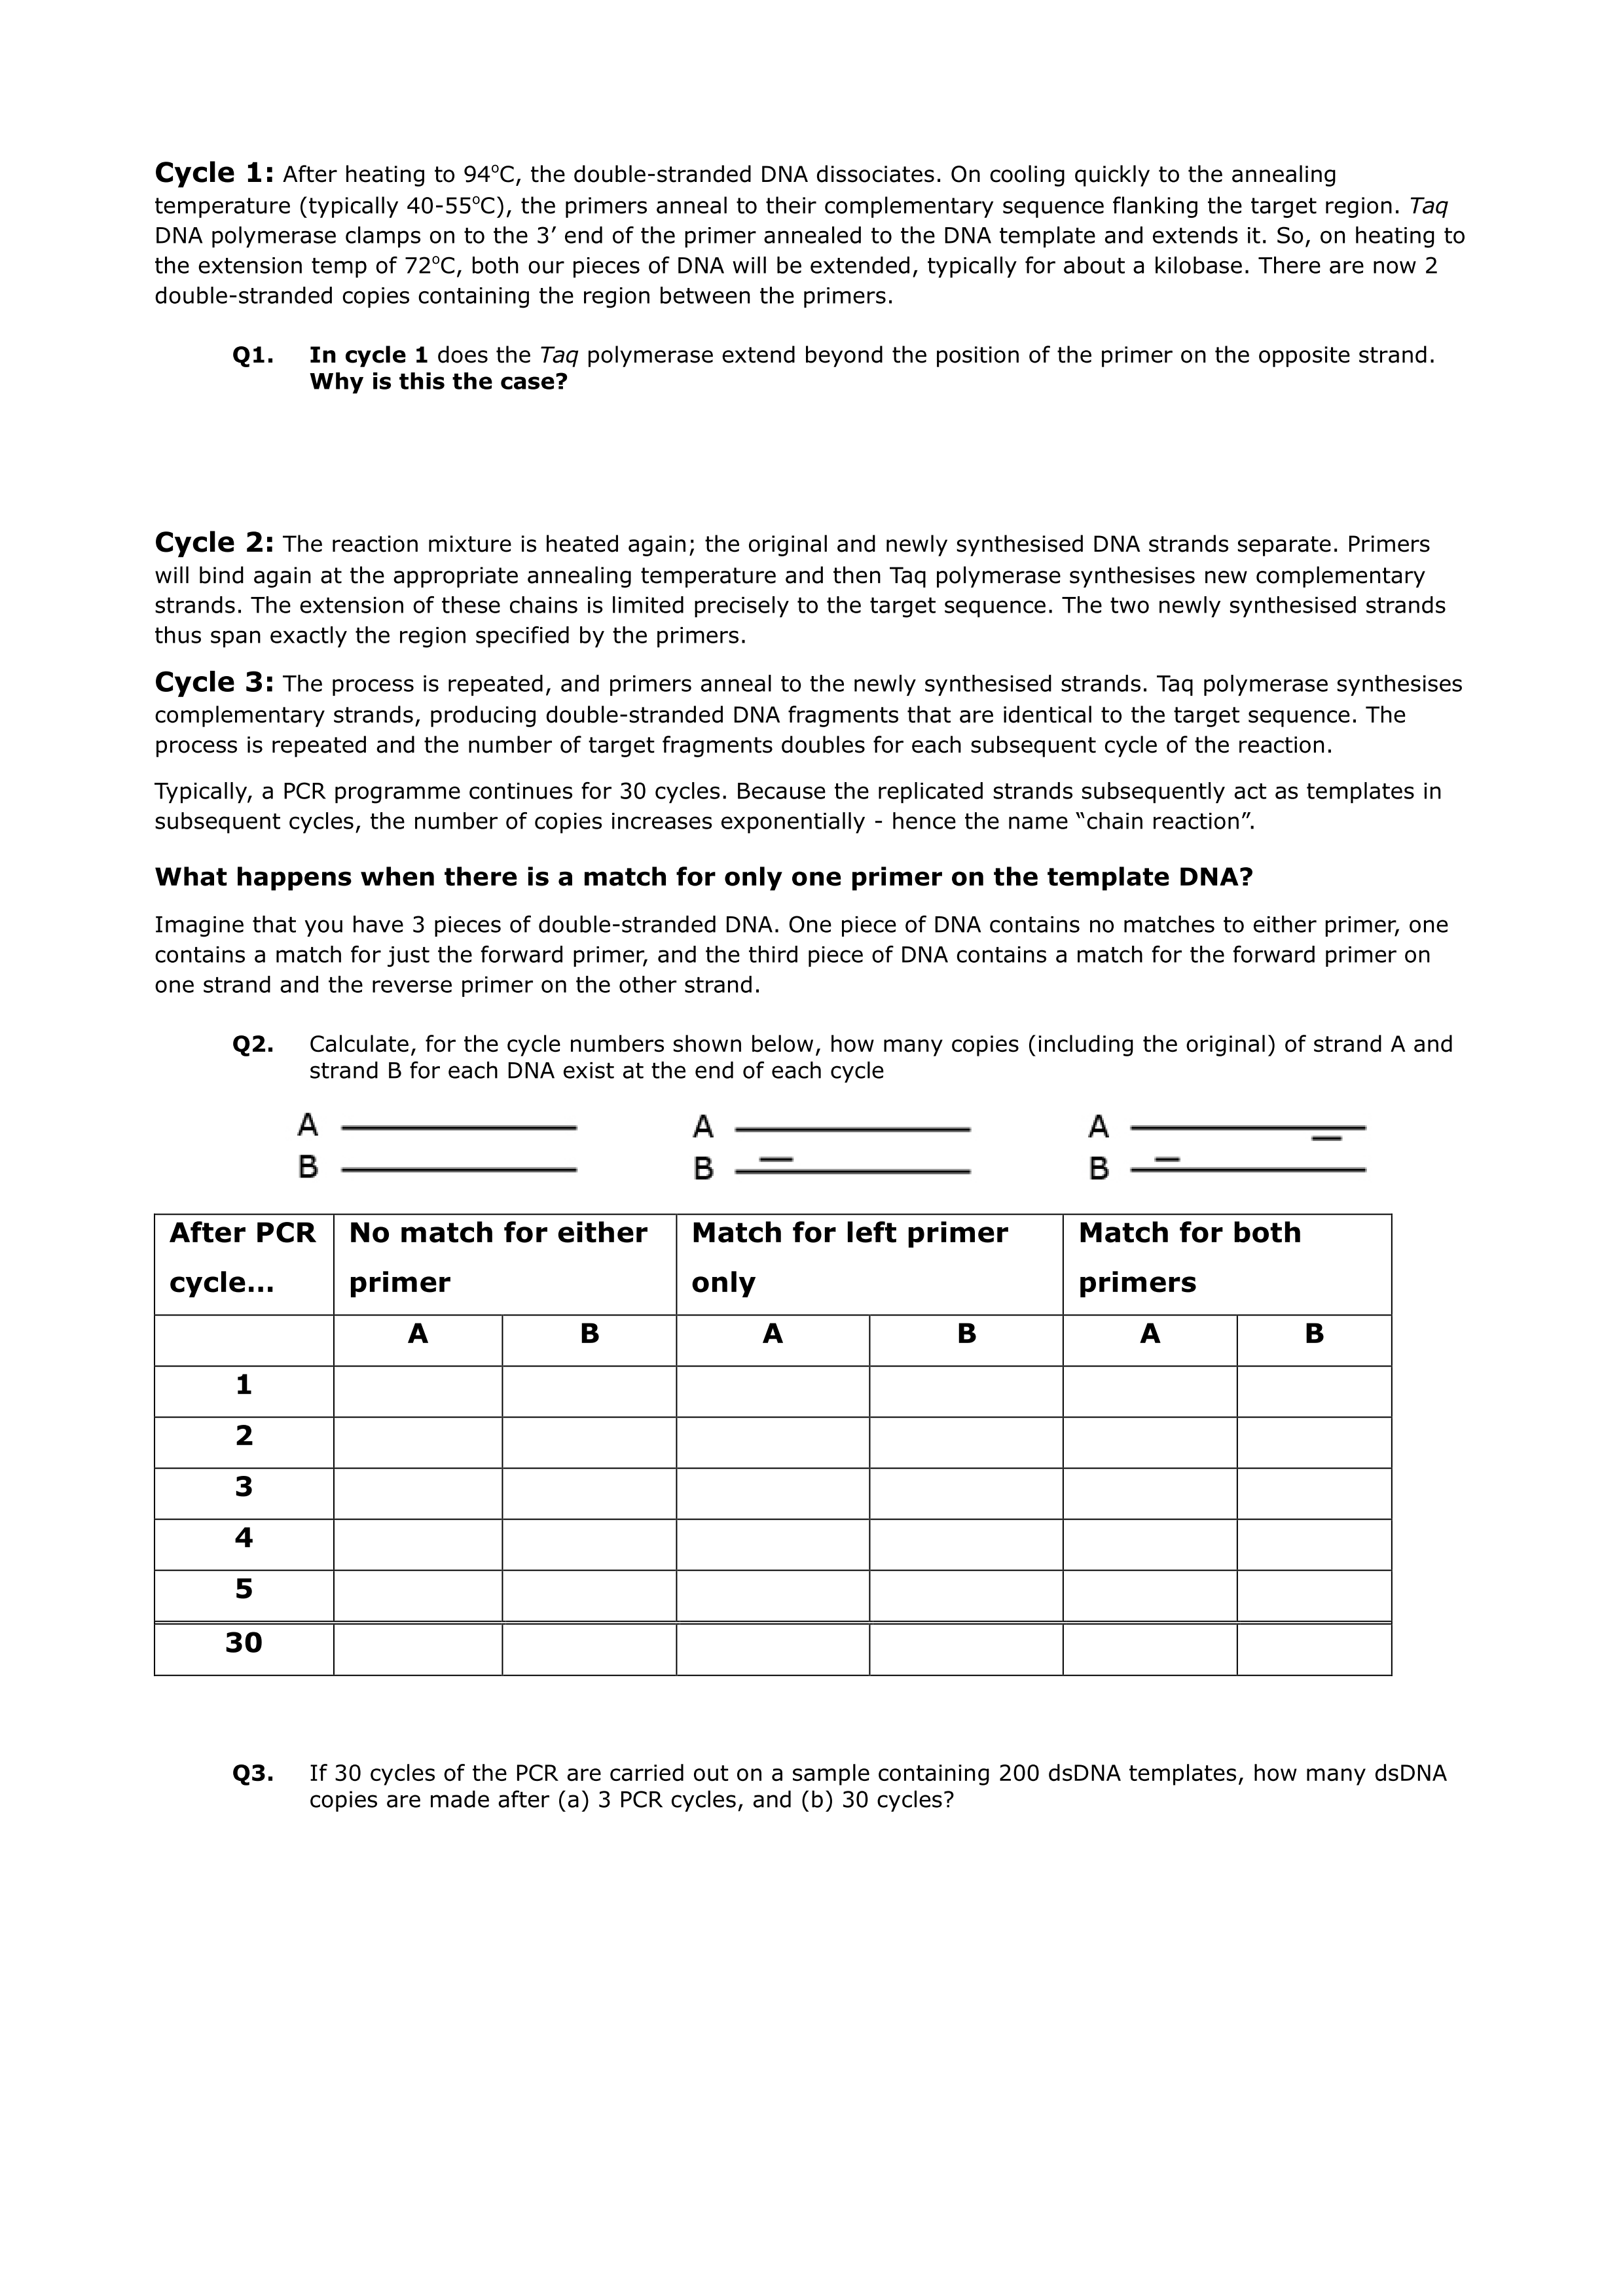 Cycle 1: After heating to 94°C, the double-stranded DNA dissociates. On cooling quickly to the annealing
temperature (typically 40-55°C), the primers anneal to their complementary sequence flanking the target region. Taq
DNA polymerase clamps on to the 3’ end of the primer annealed to the DNA template and extends it. So, on heating to
the extension temp of 72°C, both our pieces of DNA will be extended, typically for about a kilobase. There are now 2
double-stranded copies containing the region between the primers.
Q1. In cycle 1 does the Taq polymerase extend beyond the position of the primer on the opposite strand.
Why is this the case?
Cycle 2: The reaction mixture is heated again; the original and newly synthesised DNA strands separate. Primers
will bind again at the appropriate annealing temperature and then Taq polymerase synthesises new complementary
strands. The extension of these chains is limited precisely to the target sequence. The two newly synthesised strands
thus span exactly the region specified by the primers.
Cycle 3: The process is repeated, and primers anneal to the newly synthesised strands. Taq polymerase synthesises
complementary strands, producing double-stranded DNA fragments that are identical to the target sequence. The
process is repeated and the number of target fragments doubles for each subsequent cycle of the reaction.
Typically, a PCR programme continues for 30 cycles. Because the replicated strands subsequently act as templates in
subsequent cycles, the number of copies increases exponentially - hence the name “chain reaction”.
What happens when there is a match for only one primer on the template DNA?
Imagine that you have 3 pieces of double-stranded DNA. One piece of DNA contains no matches to either primer, one
contains a match for just the forward primer, and the third piece of DNA contains a match for the forward primer on
one strand and the reverse primer on the other strand.
Q2. Calculate, for the cycle numbers shown below, how many copies (including the original) of strand A and
strand B for each DNA exist at the end of each cycle
A A A
B B B
After PCR No match for either Match for left primer Match for both
cycle… primer only primers
A B A B A B
1
2
3
4
5
30
Q3. If 30 cycles of the PCR are carried out on a sample containing 200 dsDNA templates, how many dsDNA
copies are made after (a) 3 PCR cycles, and (b) 30 cycles?